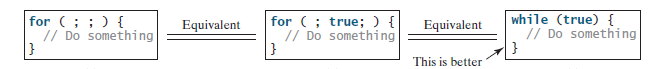 for ( ; ; ) {
// Do something
}
Equivalent
for ( ; true; ) {
// Do something
}
Equivalent
while (true) {
// Do something
}
This is better